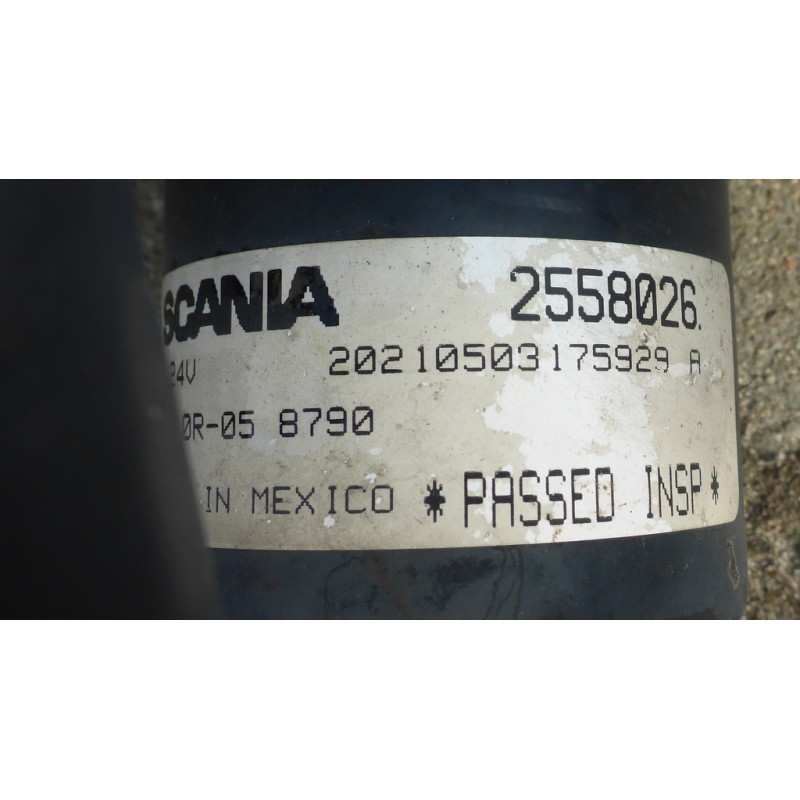 SCANIA 2558026.
24V 20210503175929 A
0R-05 8790
IN MEXICO *PASSED INSP*